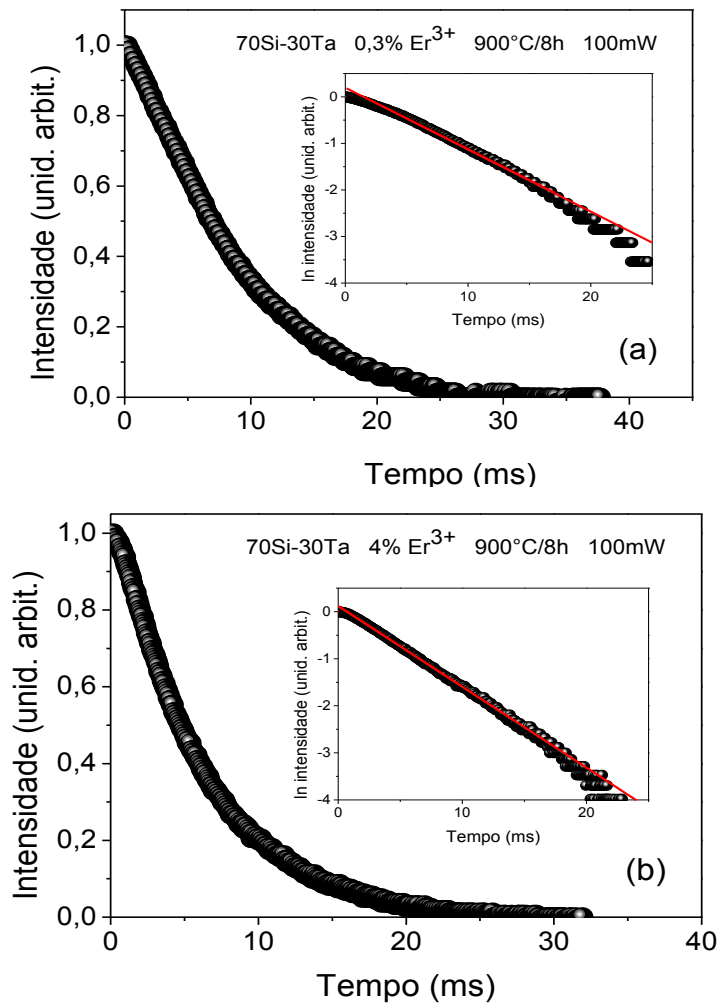 70Si-30Ta 0,3% Er3+ 900°C/8h 100mW
Intensidade (unid. arbit.)
1,0
0,8
0,6
0,4
0,2
0,0
ln intensidade (unid. arbit.)
0
-1
-2
-3
-4
0 10 20
Tempo (ms)
(a)
0 10 20 30 40
Tempo (ms)
70Si-30Ta 4% Er3+ 900°C/8h 100mW
Intensidade (unid. arbit.)
1,0
0,8
0,6
0,4
0,2
0,0
ln intensidade (unid. arbit.)
0
-1
-2
-3
-4
0 10 20
Tempo (ms)
(b)
0 10 20 30 40
Tempo (ms)